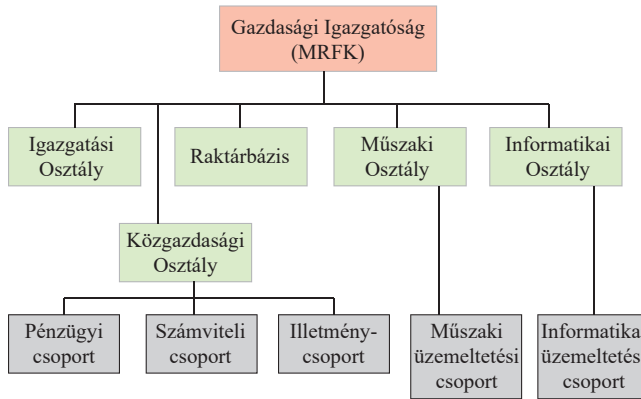 Gazdasági Igazgatóság
(MRFK)
Igazgatási
Osztály
Raktárbázis
Műszaki
Osztály
Informatikai
Osztály
Közgazdasági
Osztály
Pénzügyi
csoport
Számviteli
csoport
Illetmény-
csoport
Műszaki
üzemeltetési
csoport
Informatika
üzemeltetés
csoport